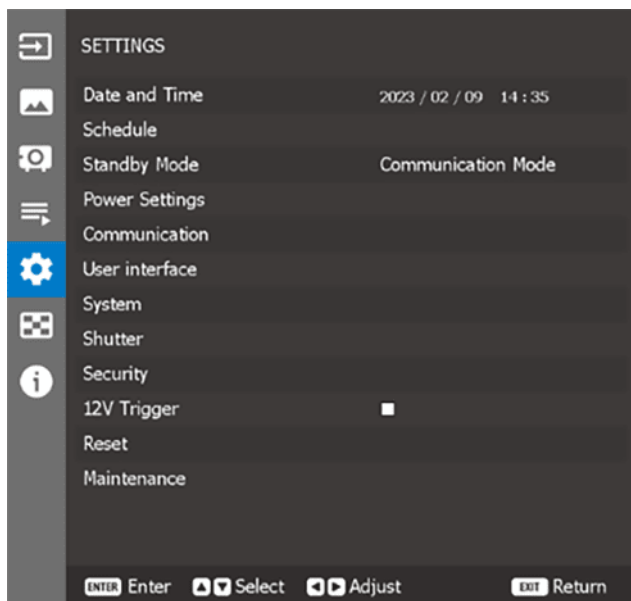 SETTINGS
Date and Time 2023 / 02 / 09 14 : 35
Schedule
Standby Mode Communication Mode
Power Settings
Communication
User interface
System
Shutter
Security
12V Trigger
Reset
Maintenance
ENTER Enter Select Adjust EXIT Return